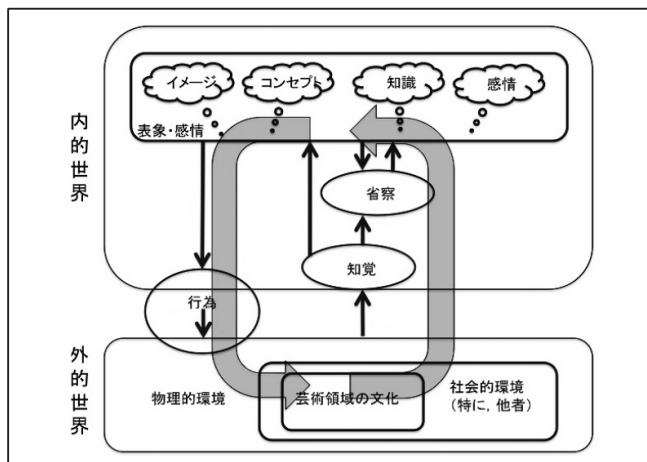 イメージ
コンセプト
知識
感情
表象・感情
内的世界
省察
知覚
行為
外的世界
物理的環境
芸術領域の文化
社会的環境
（特に，他者）